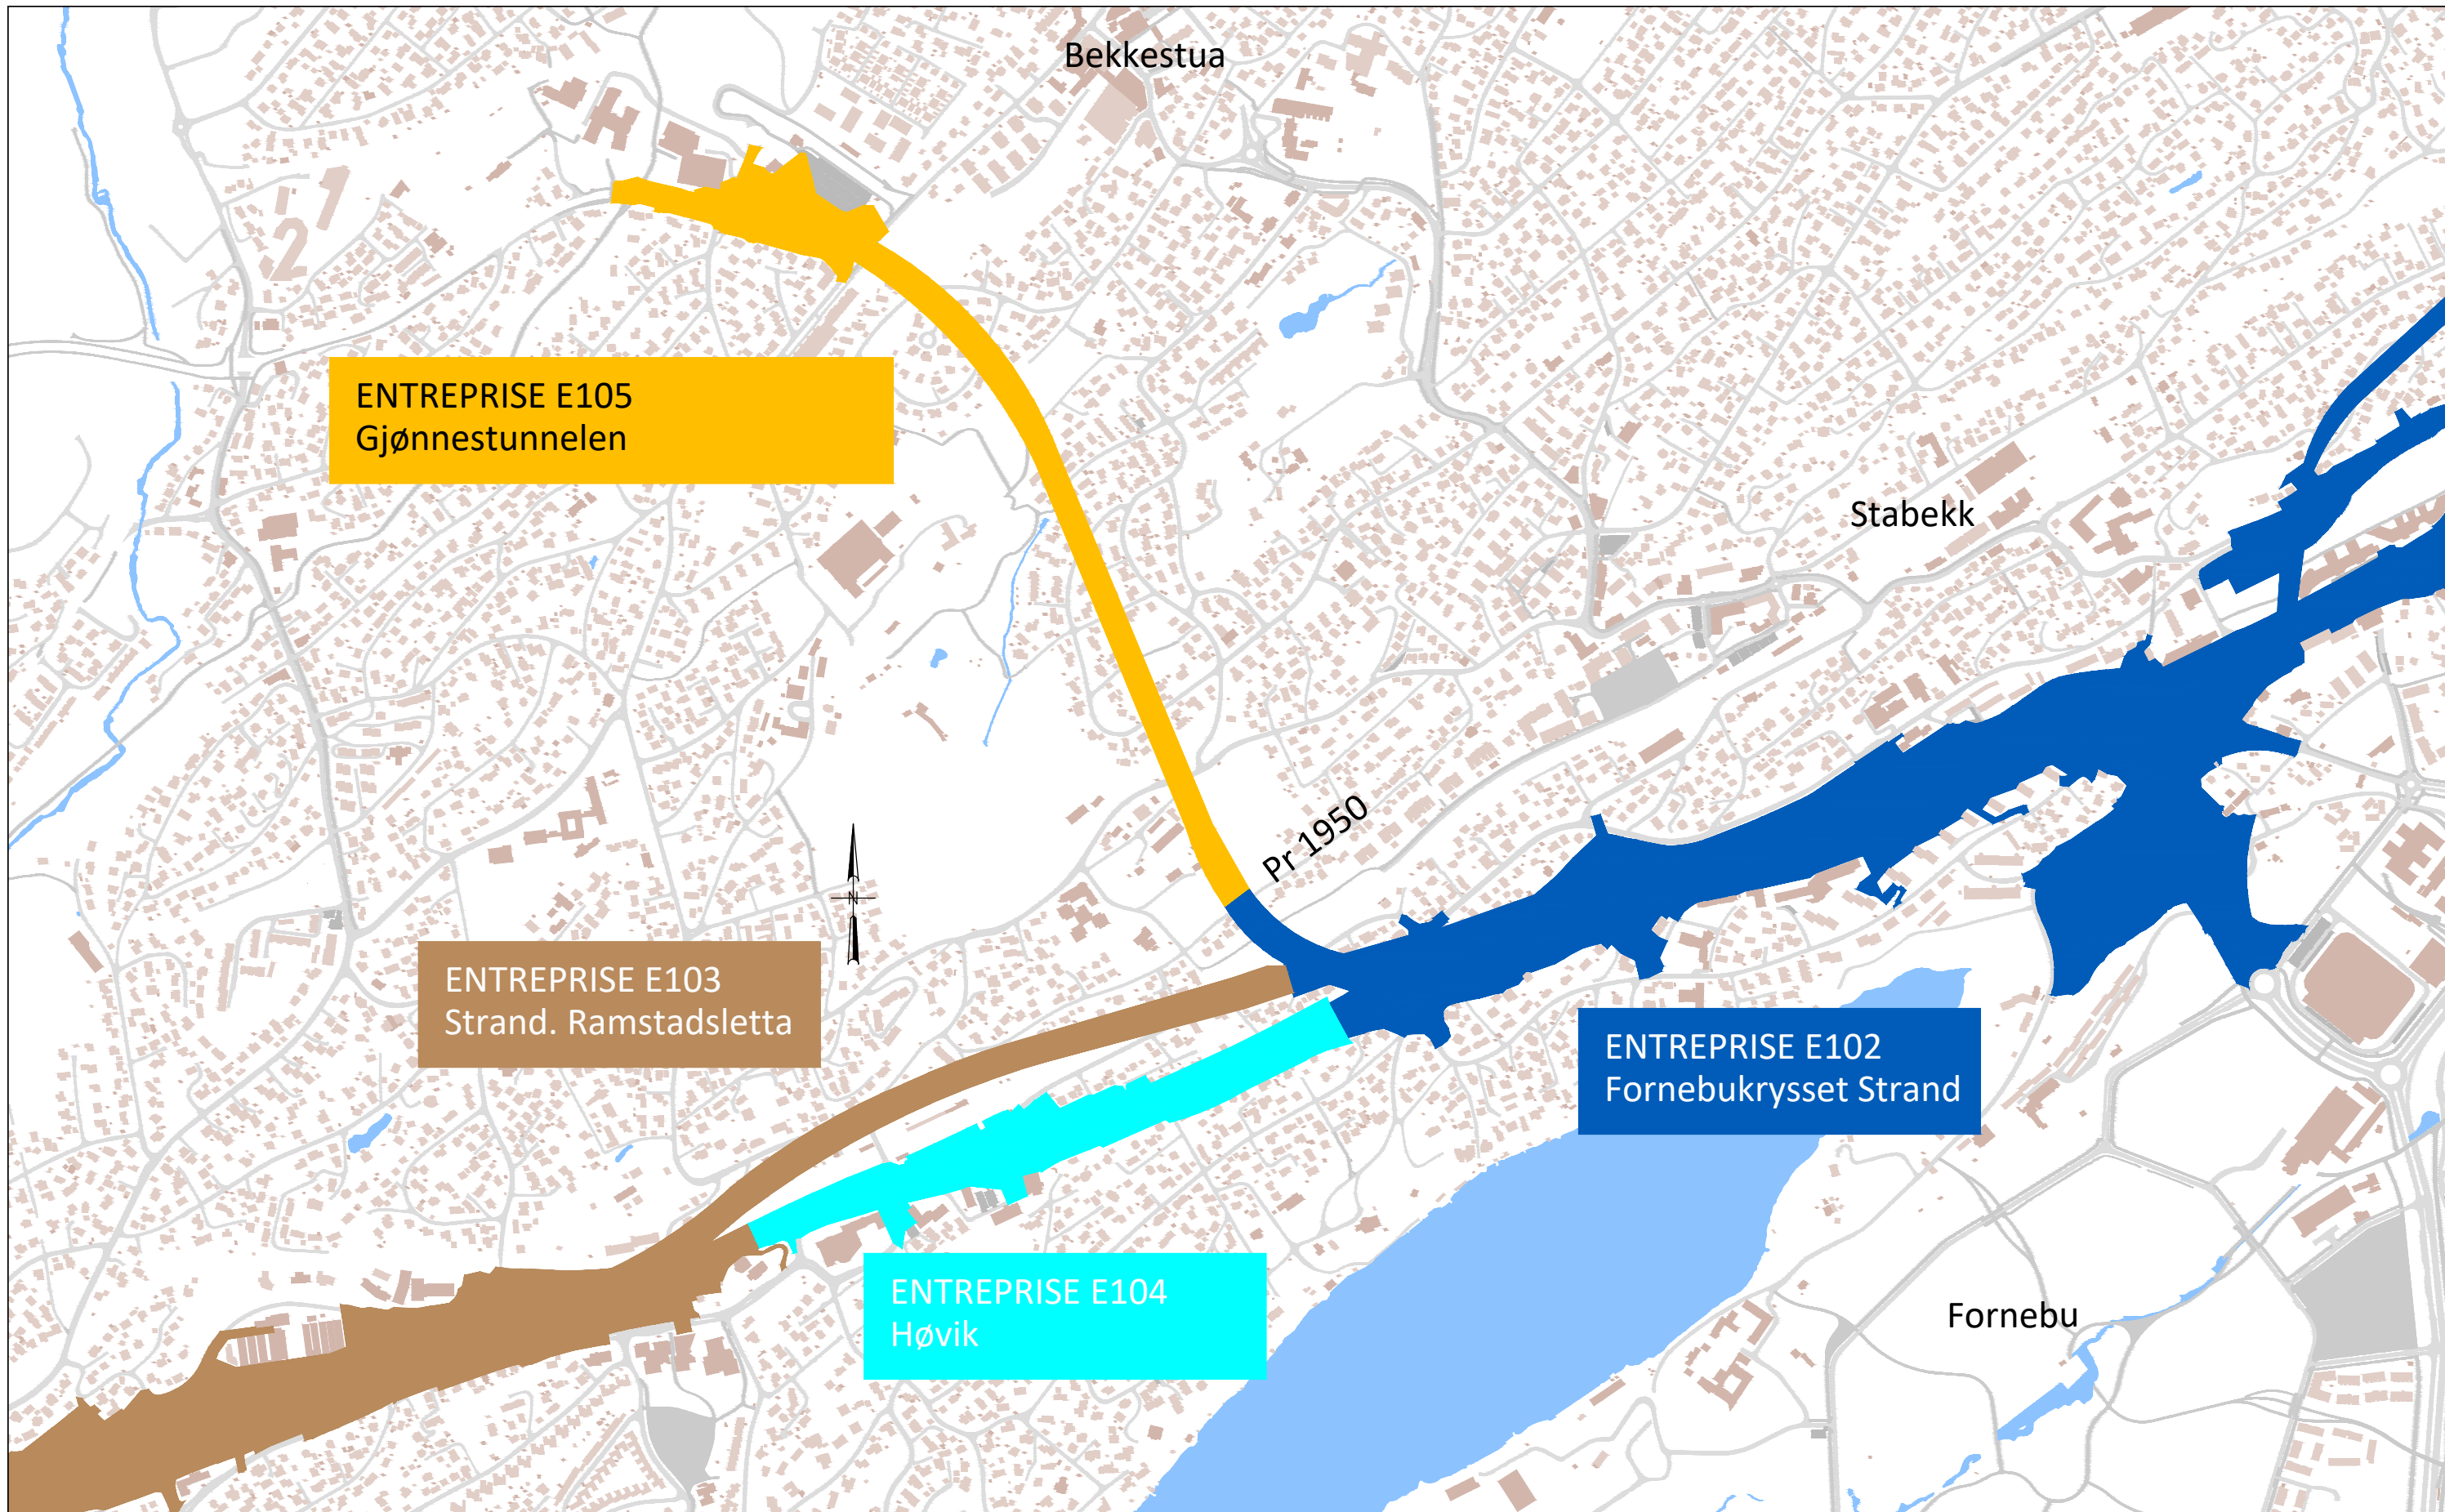 Bekkestua
ENTREPRISE E105
Gjønnestunnelen
Stabekk
Pr 1950
N
ENTREPRISE E103
Strand. Ramstadsletta
ENTREPRISE E102
Fornebukrysset Strand
ENTREPRISE E104
Høvik
Fornebu